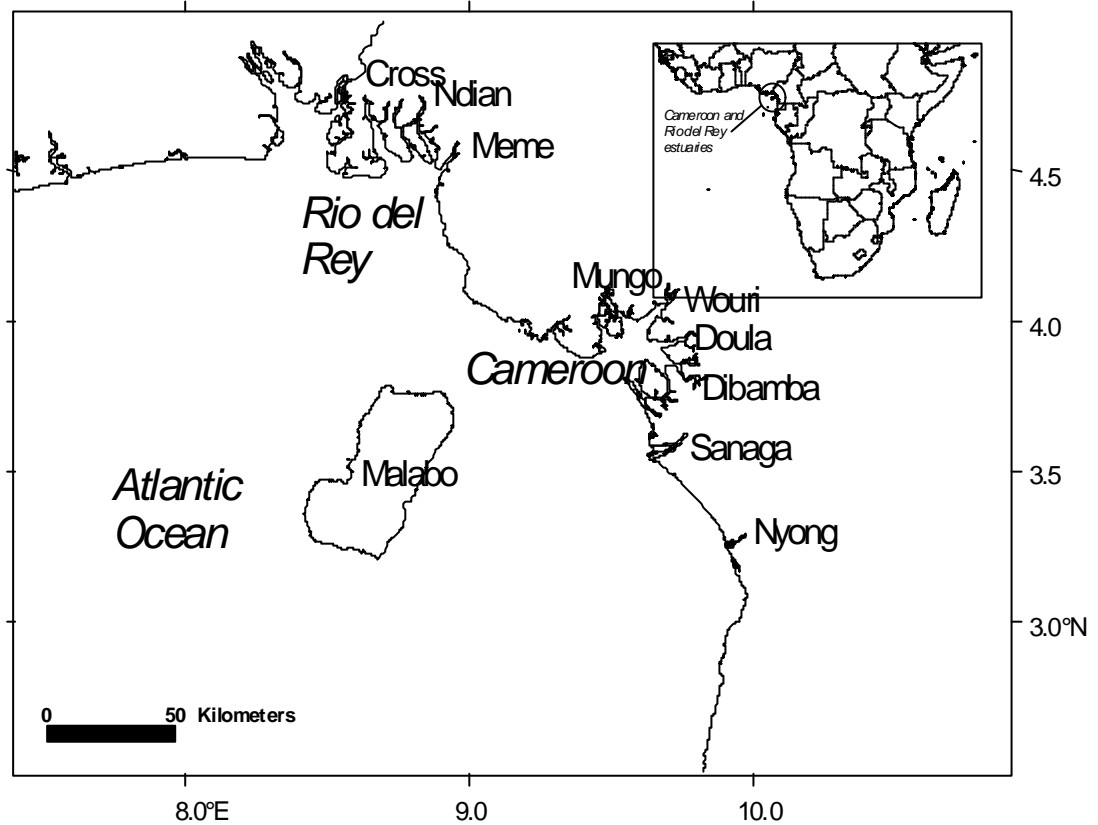 Cross
Ndian
Meme
Rio del
Rey
Cameroon and
Rio del Rey
estuaries
4.5
Mungo
Wouri
4.0
Doula
Cameroon
Dibamba
Sanaga
3.5
Malabo
Atlantic
Ocean
Nyong
3.0°N
0 50 Kilometers
8.0°E 9.0 10.0